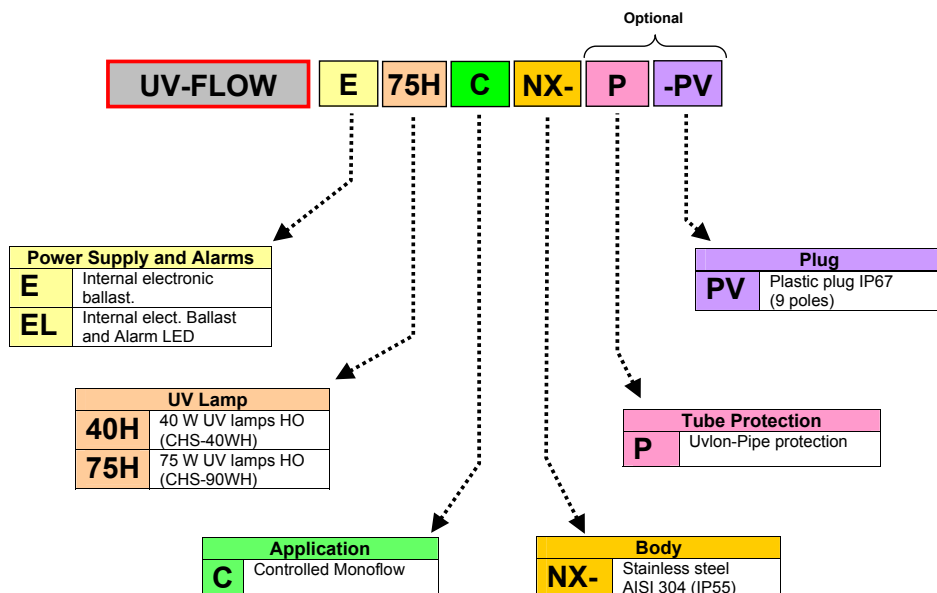 Optional
UV-FLOW E 75H C NX- P -PV
Power Supply and Alarms
E Internal electronic
ballast.
EL Internal elect. Ballast
and Alarm LED
Plug
PV Plastic plug IP67
(9 poles)
UV Lamp
40H 40 W UV lamps HO
(CHS-40WH)
75H 75 W UV lamps HO
(CHS-90WH)
Tube Protection
P Uvlon-Pipe protection
Application
C Controlled Monoflow
Body
NX- Stainless steel
AISI 304 (IP55)